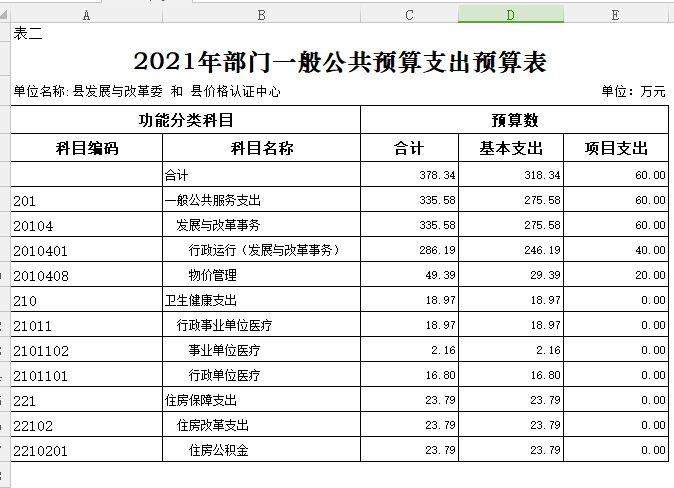 A B C D E
表二
2021年部门一般公共预算支出预算表
单位名称: 县发展与改革委 和 县价格认证中心 单位: 万元
功能分类科目 预算数
科目编码 科目名称 合计 基本支出 项目支出
合计 378.34 318.34 60.00
201 一般公共服务支出 335.58 275.58 60.00
20104 发展与改革事务 335.58 275.58 60.00
2010401 行政运行（发展与改革事务） 286.19 246.19 40.00
2010408 物价管理 49.39 29.39 20.00
210 卫生健康支出 18.97 18.97 0.00
21011 行政事业单位医疗 18.97 18.97 0.00
2101102 事业单位医疗 2.16 2.16 0.00
2101101 行政单位医疗 16.80 16.80 0.00
221 住房保障支出 23.79 23.79 0.00
22102 住房改革支出 23.79 23.79 0.00
2210201 住房公积金 23.79 23.79 0.00